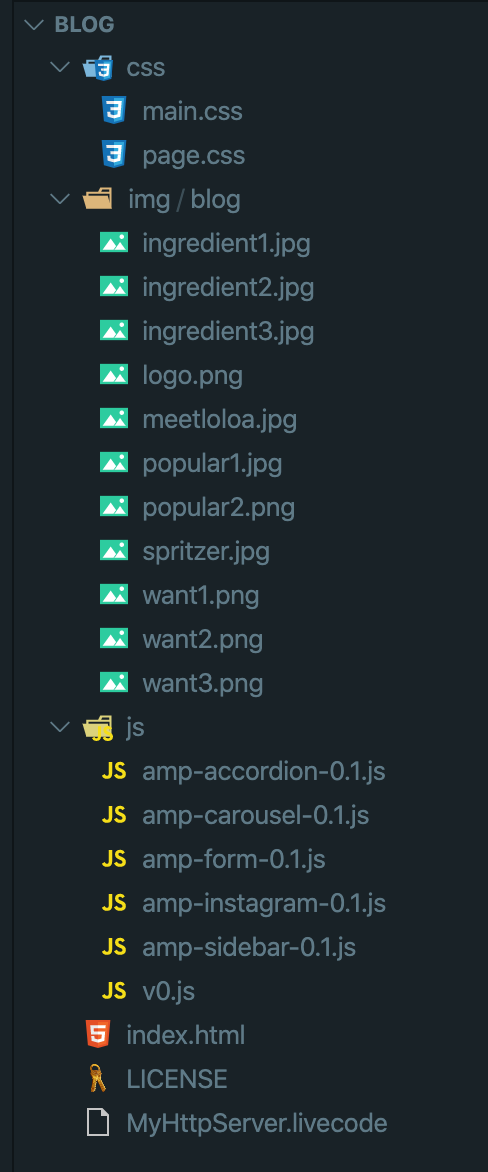 BLOG
css
main.css
page.css
img / blog
ingredient1.jpg
ingredient2.jpg
ingredient3.jpg
logo.png
meetloloa.jpg
popular1.jpg
popular2.png
spritzer.jpg
want1.png
want2.png
want3.png
js
JS amp-accordion-0.1.js
JS amp-carousel-0.1.js
JS amp-form-0.1.js
JS amp-instagram-0.1.js
JS amp-sidebar-0.1.js
JS v0.js
index.html
LICENSE
MyHttpServer.livecode